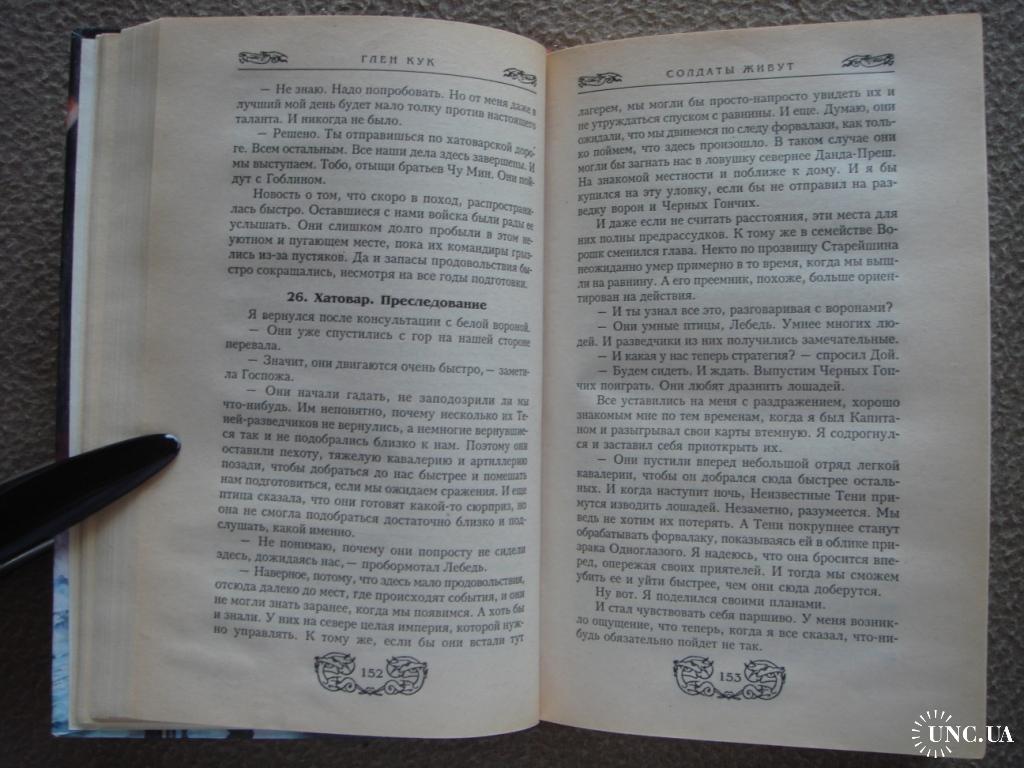 ГЛЕН КУК
— Не знаю. Надо попробовать. Но от меня даже в
лучший мой день будет мало толку против настоящего
таланта. И никогда не было.
— Решено. Ты отправишься по хатоварской доро-
ге. Всем остальным. Все наши дела здесь завершены. И
мы выступаем. Тобо, отыщи братьев Чу Мин. Они пой-
дут с Гоблином.
Новость о том, что скоро в поход, распространи-
лась быстро. Оставшиеся с нами войска были рады ее
услышать. Они слишком долго пробыли в этом не-
уютном и пугающем месте, пока их командиры грыз-
лись из-за пустяков. Да и запасы продовольствия бы-
стро сокращались, несмотря на все годы подготовки.
26. Хатовар. Преследование
Я вернулся после консультации с белой вороной.
— Они уже спустились с гор на нашей стороне
перевала.
— Значит, они двигаются очень быстро, — замети-
ла Госпожа.
— Они начали гадать, не заподозрили ли мы
что-нибудь. Им непонятно, почему несколько их Те-
ней-разведчиков не вернулись, а немногие вернувшие-
ся так и не подобрались близко к нам. Поэтому они
оставили пехоту, тяжелую кавалерию и артиллерию
позади, чтобы добраться до нас быстрее и помешать
нам подготовиться, если мы ожидаем сражения. И еще
птица сказала, что они готовят какой-то сюрприз, но
она не смогла подобраться достаточно близко и под-
слушать, какой именно.
— Не понимаю, почему они попросту не сидели
здесь, дожидаясь нас, — пробормотал Лебедь.
— Наверное, потому, что здесь мало продовольствия,
отсюда далеко до мест, где происходят события, и они
не могли знать заранее, когда мы появимся. А хоть бы
и знали. У них на севере целая империя, которой нуж-
но управлять. К тому же, если бы они встали тут
152
СОЛДАТЫ ЖИВУТ
лагерем, мы могли бы просто-напросто увидеть их и
не утруждаться спуском с равнины. И еще. Думаю, они
ожидали, что мы двинемся по следу форвалаки, как толь-
ко поймем, что здесь произошло. В таком случае они
могли бы загнать нас в ловушку севернее Данда-Преш.
На знакомой местности и поближе к дому. И я бы
купился на эту уловку, если бы не отправил на раз-
ведку ворон и Черных Гончих.
И даже если не считать расстояния, эти места для
них полны предрассудков. К тому же в семействе Во-
рошк сменился глава. Некто по прозвищу Старейшина
неожиданно умер примерно в то время, когда мы выш-
ли на равнину. А его преемник, похоже, больше ориен-
тирован на действия.
— И ты узнал все это, разговаривая с воронами?
— Они умные птицы, Лебедь. Умнее многих лю-
дей. И разведчики из них получились замечательные.
— И какая у нас теперь стратегия? — спросил Дой.
— Будем сидеть. И ждать. Выпустим Черных Гон-
чих поиграть. Они любят дразнить лошадей.
Все уставились на меня с раздражением, хорошо
знакомым мне по тем временам, когда я был Капита-
ном и разыгрывал свои карты втемную. Я содрогнул-
ся и заставил себя приоткрыть их.
— Они пустили вперед небольшой отряд легкой
кавалерии, чтобы он добрался сюда быстрее осталь-
ных. И когда наступит ночь, Неизвестные Тени при-
мутся изводить лошадей. Незаметно, разумеется. Мы
ведь не хотим их потерять. А Тени покрупнее станут
обрабатывать форвалаку, показываясь ей в облике при-
зрака Одноглазого. Я надеюсь, что она бросится впе-
ред, опережая своих приятелей. И тогда мы сможем
убить ее и уйти быстрее, чем они сюда доберутся.
Ну вот. Я поделился своими планами.
И стал чувствовать себя паршиво. У меня возник-
ло ощущение, что теперь, когда я все сказал, что-ни-
будь обязательно пойдет не так.
153
UNC.UA